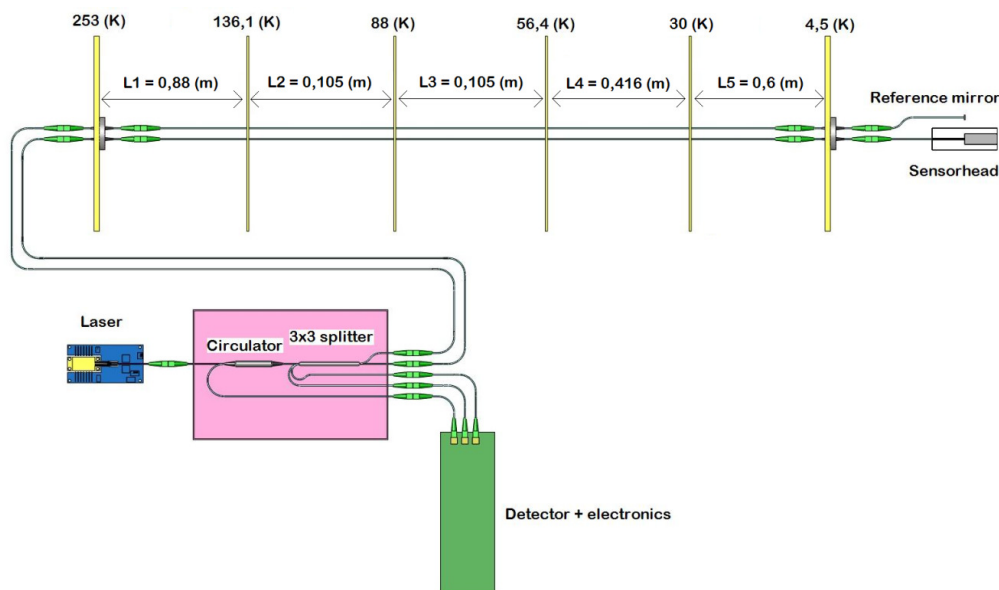 253 (K)
136,1 (K)
88 (K)
56,4 (K)
30 (K)
4,5 (K)
L1 = 0,88 (m)
L2 = 0,105 (m)
L3 = 0,105 (m)
L4 = 0,416 (m)
L5 = 0,6 (m)
Reference mirror
Sensorhead
Laser
Circulator
3x3 splitter
Detector + electronics